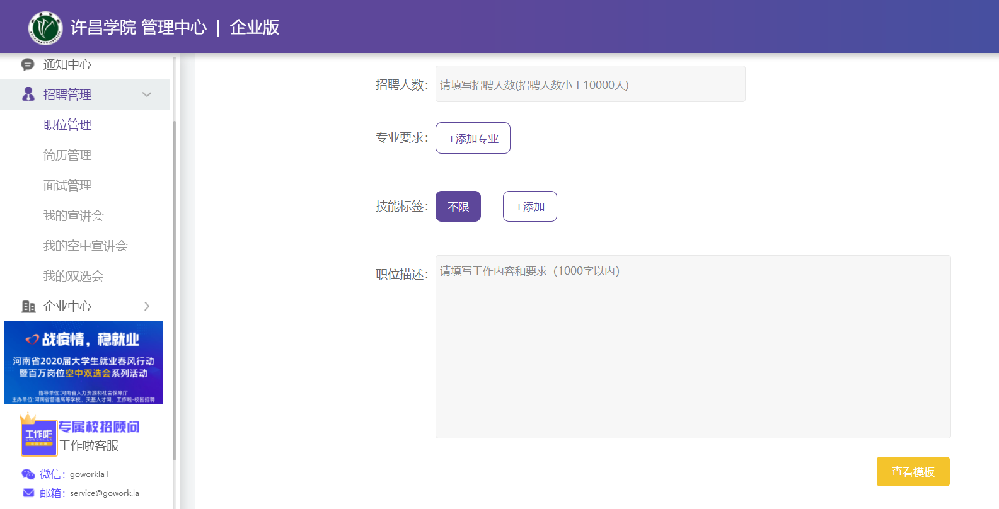 许昌学院 管理中心 | 企业版
通知中心
招聘管理
职位管理
简历管理
面试管理
我的宣讲会
我的空中宣讲会
我的双选会
企业中心
战疫情，稳就业
河南省2020届大学生就业春风行动
暨百万岗位空中双选会系列活动
指导单位:河南省人力资源和社会保障厅
主办单位:河南省普通高等学校、天基人才网、工作啦-校园招聘
工作啦
GOWORK.LA
专属校招顾问
工作啦客服
微信：goworkla1
邮箱：service@gowork.la
招聘人数：
请填写招聘人数(招聘人数小于10000人)
专业要求：
+添加专业
技能标签：
不限
+添加
职位描述：
请填写工作内容和要求（1000字以内）
查看模板